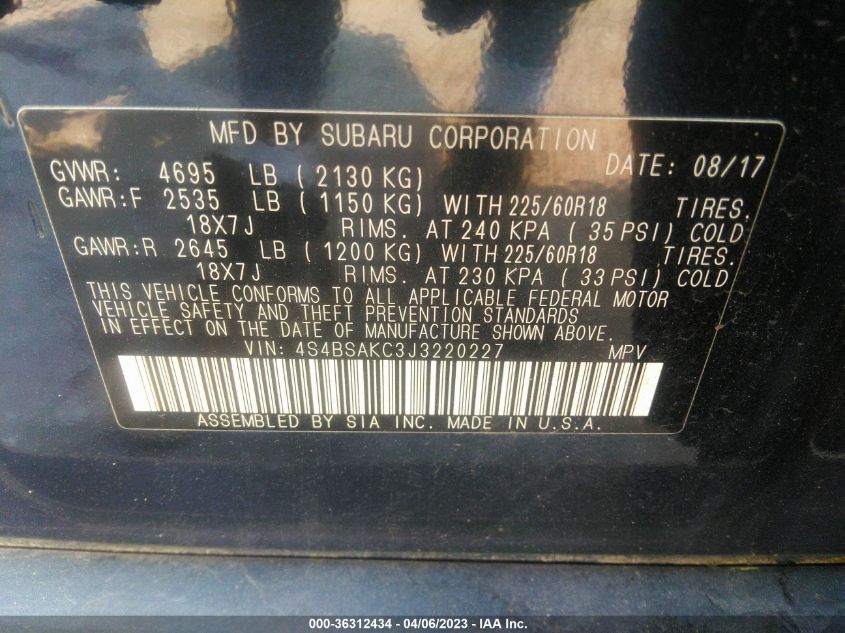 MFD BY SUBARU CORPORATION
DATE: 08/17
GVWR: 4695 LB ( 2130 KG)
GAWR:F 2535 LB ( 1150 KG) WITH 225/60R18 TIRES.
18X7J RIMS. AT 240 KPA ( 35 PSI) COLD
GAWR:R 2645 LB ( 1200 KG) WITH 225/60R18 TIRES.
18X7J RIMS. AT 230 KPA ( 33 PSI) COLD
THIS VEHICLE CONFORMS TO ALL APPLICABLE FEDERAL MOTOR
VEHICLE SAFETY AND THEFT PREVENTION STANDARDS
IN EFFECT ON THE DATE OF MANUFACTURE SHOWN ABOVE.
VIN: 4S4BSAKC3J3220227 MPV
ASSEMBLED BY SIA INC. MADE IN U.S.A.
000-36312434 - 04/06/2023 - IAA Inc.